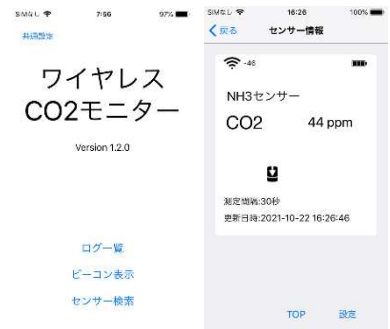 SIMなし 7:56 97%
共通設定
ワイヤレス
CO2モニター
Version 1.2.0
ログ一覧
ビーコン表示
センサー検索
SIMなし 16:26 100%
戻る センサー情報
-46
NH3センサー
CO2 44 ppm
測定間隔:30秒
更新日時:2021-10-22 16:26:46
TOP 設定